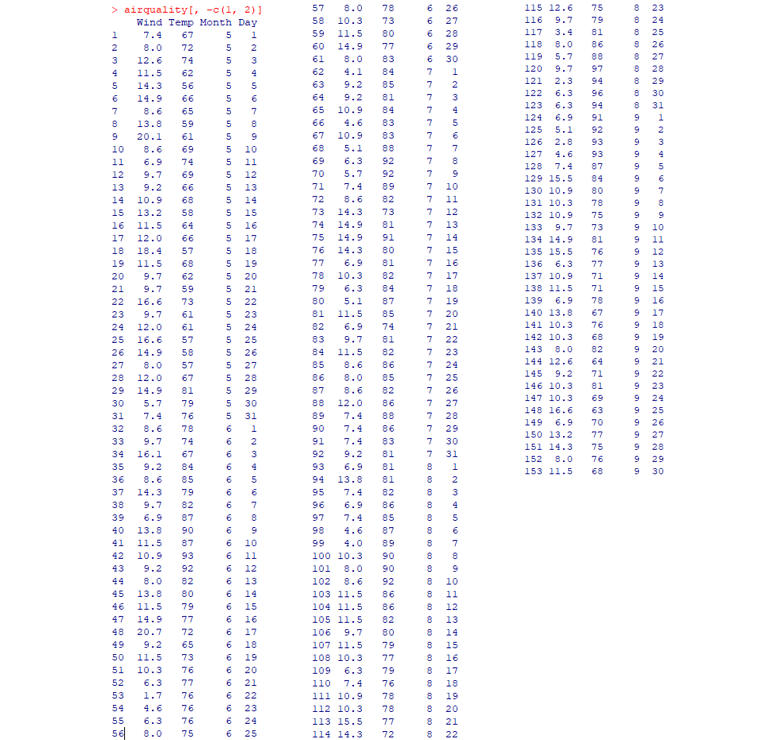 > airquality[, -c(1, 2)]
Wind Temp Month Day
1 7.4 67 5 1
2 8.0 72 5 2
3 12.6 74 5 3
4 11.5 62 5 4
5 14.3 56 5 5
6 14.9 66 5 6
7 8.6 65 5 7
8 13.8 59 5 8
9 20.1 61 5 9
10 8.6 69 5 10
11 6.9 74 5 11
12 9.7 69 5 12
13 9.2 66 5 13
14 10.9 68 5 14
15 13.2 58 5 15
16 11.5 64 5 16
17 12.0 66 5 17
18 18.4 57 5 18
19 11.5 68 5 19
20 9.7 62 5 20
21 9.7 59 5 21
22 16.6 73 5 22
23 9.7 61 5 23
24 12.0 61 5 24
25 16.6 57 5 25
26 14.9 58 5 26
27 8.0 57 5 27
28 12.0 67 5 28
29 14.9 81 5 29
30 5.7 79 5 30
31 7.4 76 5 31
32 8.6 78 6 1
33 9.7 74 6 2
34 16.1 67 6 3
35 9.2 84 6 4
36 8.6 85 6 5
37 14.3 79 6 6
38 9.7 82 6 7
39 6.9 87 6 8
40 13.8 90 6 9
41 11.5 87 6 10
42 10.9 93 6 11
43 9.2 92 6 12
44 8.0 82 6 13
45 13.8 80 6 14
46 11.5 79 6 15
47 14.9 77 6 16
48 20.7 72 6 17
49 9.2 65 6 18
50 11.5 73 6 19
51 10.3 76 6 20
52 6.3 77 6 21
53 1.7 76 6 22
54 4.6 76 6 23
55 6.3 76 6 24
56 8.0 75 6 25
57 8.0 78 6 26
58 10.3 73 6 27
59 11.5 80 6 28
60 14.9 77 6 29
61 8.0 83 6 30
62 4.1 84 7 1
63 9.2 85 7 2
64 9.2 81 7 3
65 10.9 84 7 4
66 4.6 83 7 5
67 10.9 83 7 6
68 5.1 88 7 7
69 6.3 92 7 8
70 5.7 92 7 9
71 7.4 89 7 10
72 8.6 82 7 11
73 14.3 73 7 12
74 14.9 81 7 13
75 14.9 91 7 14
76 14.3 80 7 15
77 6.9 81 7 16
78 10.3 82 7 17
79 6.3 84 7 18
80 5.1 87 7 19
81 11.5 85 7 20
82 6.9 74 7 21
83 9.7 81 7 22
84 11.5 82 7 23
85 8.6 86 7 24
86 8.0 85 7 25
87 8.6 82 7 26
88 12.0 86 7 27
89 7.4 88 7 28
90 7.4 86 7 29
91 7.4 83 7 30
92 9.2 81 7 31
93 6.9 81 8 1
94 13.8 81 8 2
95 7.4 82 8 3
96 6.9 86 8 4
97 7.4 85 8 5
98 4.6 87 8 6
99 4.0 89 8 7
100 10.3 90 8 8
101 8.0 90 8 9
102 8.6 92 8 10
103 11.5 86 8 11
104 11.5 86 8 12
105 11.5 82 8 13
106 9.7 80 8 14
107 11.5 79 8 15
108 10.3 77 8 16
109 6.3 79 8 17
110 7.4 76 8 18
111 10.9 78 8 19
112 10.3 78 8 20
113 15.5 77 8 21
114 14.3 72 8 22
115 12.6 75 8 23
116 9.7 79 8 24
117 3.4 81 8 25
118 8.0 86 8 26
119 5.7 88 8 27
120 9.7 97 8 28
121 2.3 94 8 29
122 6.3 96 8 30
123 6.3 94 8 31
124 6.9 91 9 1
125 5.1 92 9 2
126 2.8 93 9 3
127 4.6 93 9 4
128 7.4 87 9 5
129 15.5 84 9 6
130 10.9 80 9 7
131 10.3 78 9 8
132 10.9 75 9 9
133 9.7 73 9 10
134 14.9 81 9 11
135 15.5 76 9 12
136 6.3 77 9 13
137 10.9 71 9 14
138 11.5 71 9 15
139 6.9 78 9 16
140 13.8 67 9 17
141 10.3 76 9 18
142 10.3 68 9 19
143 8.0 82 9 20
144 12.6 64 9 21
145 9.2 71 9 22
146 10.3 81 9 23
147 10.3 69 9 24
148 16.6 63 9 25
149 6.9 70 9 26
150 13.2 77 9 27
151 14.3 75 9 28
152 8.0 76 9 29
153 11.5 68 9 30